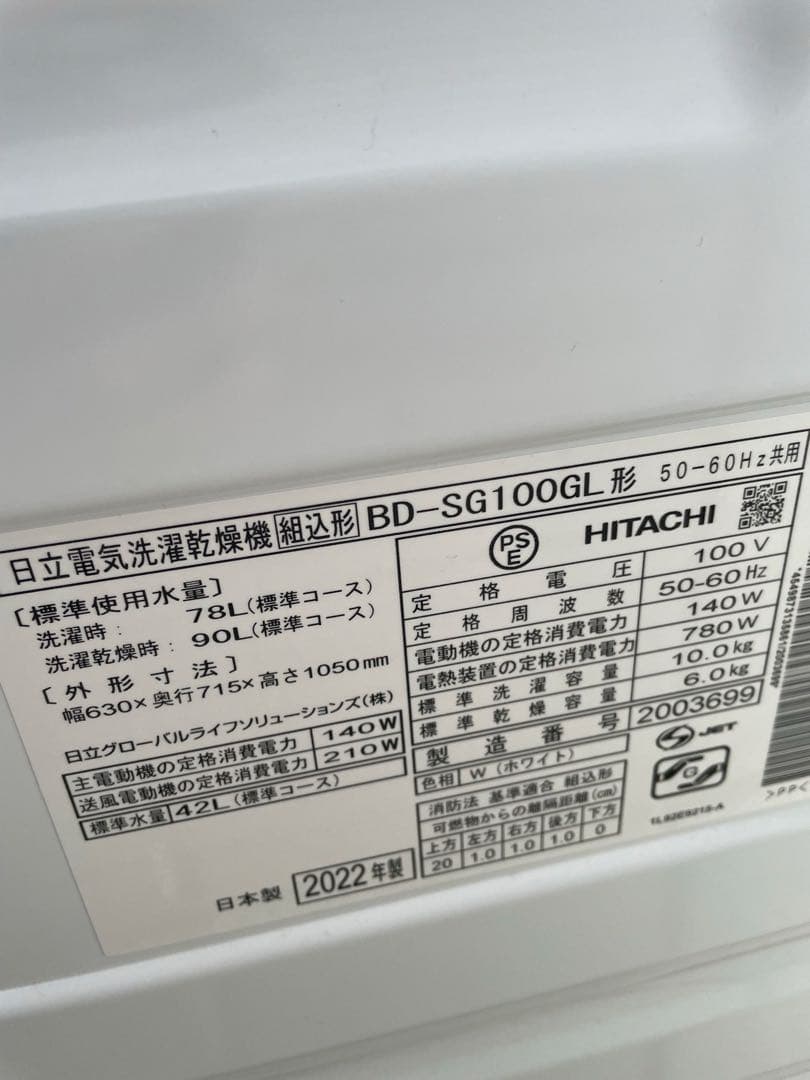 日立電気洗濯乾燥機 組込形 BD-SG100GL形 50-60Hz共用
[標準使用水量]
洗濯時: 78L(標準コース)
洗濯乾燥時: 90L(標準コース)
[外形寸法]
幅630×奥行715×高さ1050mm
日立グローバルライフソリューションズ(株)
主電動機の定格消費電力 140W
送風電動機の定格消費電力 210W
標準水量 42L(標準コース)
日本製 2022年製
PSE HITACHI
定格電圧 100V
定格周波数 50-60Hz
電動機の定格消費電力 140W
電熱装置の定格消費電力 780W
標準洗濯容量 10.0kg
標準乾燥容量 6.0kg
製造番号 2003699
色相 W(ホワイト)
消防法 基準適合 組込形
可燃物からの離隔距離(cm)
上方 左方 右方 後方 下方
20 1.0 1.0 1.0 0
JET
G
>PP<